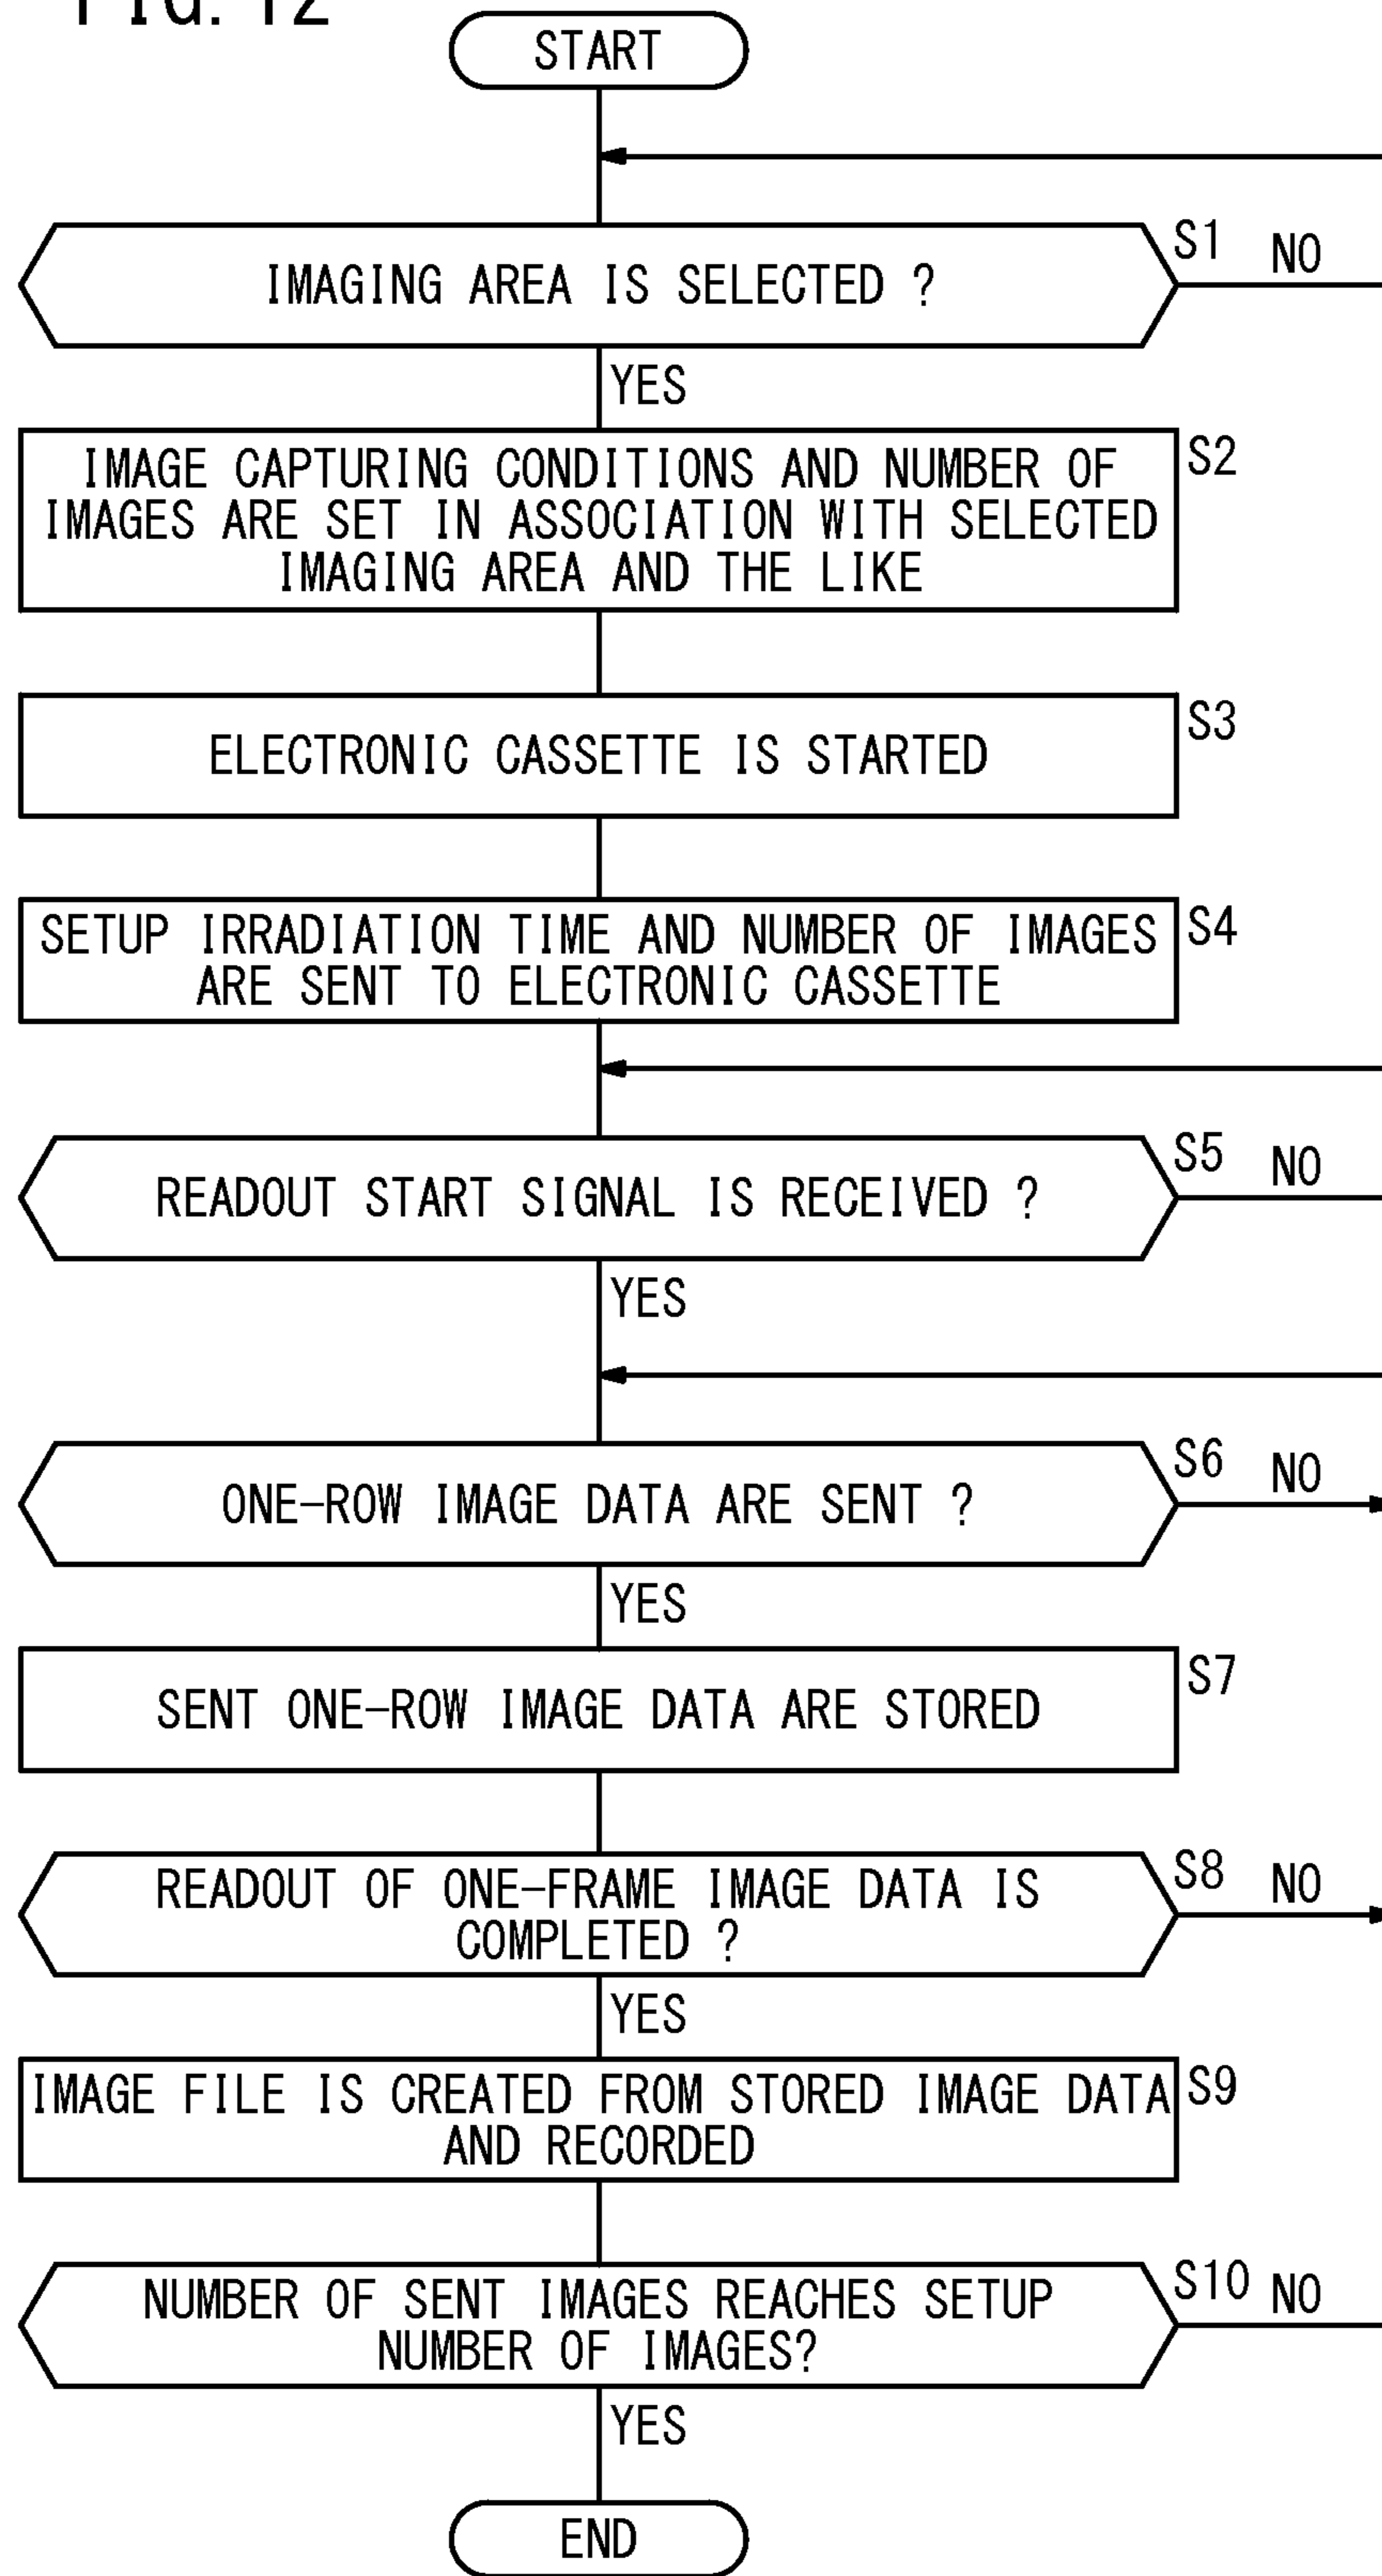 FIG. 12
START
IMAGING AREA IS SELECTED ?
S1
NO
YES
IMAGE CAPTURING CONDITIONS AND NUMBER OF
IMAGES ARE SET IN ASSOCIATION WITH SELECTED
IMAGING AREA AND THE LIKE
S2
ELECTRONIC CASSETTE IS STARTED
S3
SETUP IRRADIATION TIME AND NUMBER OF IMAGES
ARE SENT TO ELECTRONIC CASSETTE
S4
READOUT START SIGNAL IS RECEIVED ?
S5
NO
YES
ONE-ROW IMAGE DATA ARE SENT ?
S6
NO
YES
SENT ONE-ROW IMAGE DATA ARE STORED
S7
READOUT OF ONE-FRAME IMAGE DATA IS
COMPLETED ?
S8
NO
YES
IMAGE FILE IS CREATED FROM STORED IMAGE DATA
AND RECORDED
S9
NUMBER OF SENT IMAGES REACHES SETUP
NUMBER OF IMAGES?
S10
NO
YES
END